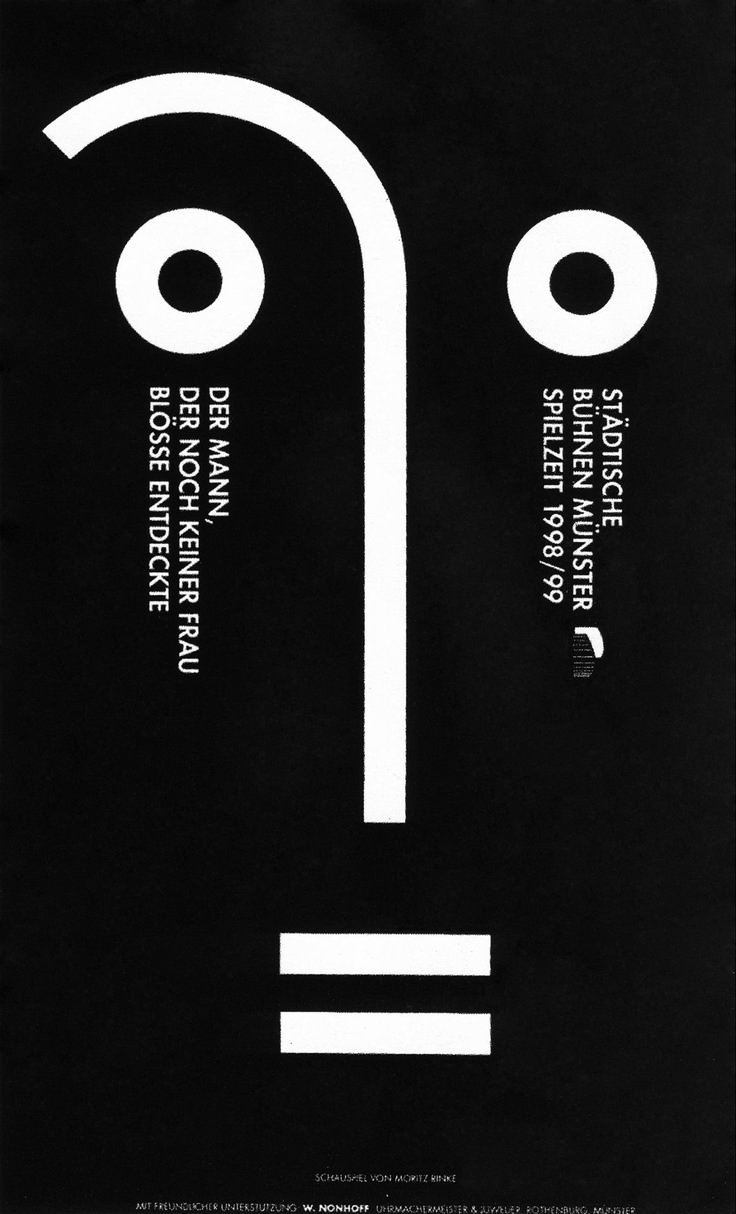 DER MANN,
DER NOCH KEINER FRAU
BLÖSSE ENTDECKTE
STÄDTISCHE
BÜHNEN MÜNSTER
SPIELZEIT 1998/99
SCHAUSPIEL VON MORITZ RINKE
MIT FREUNDLICHER UNTERSTÜTZUNG W. NONHOFF UHRMACHERMEISTER & JUWELIER ROTHENBURG, MÜNSTER